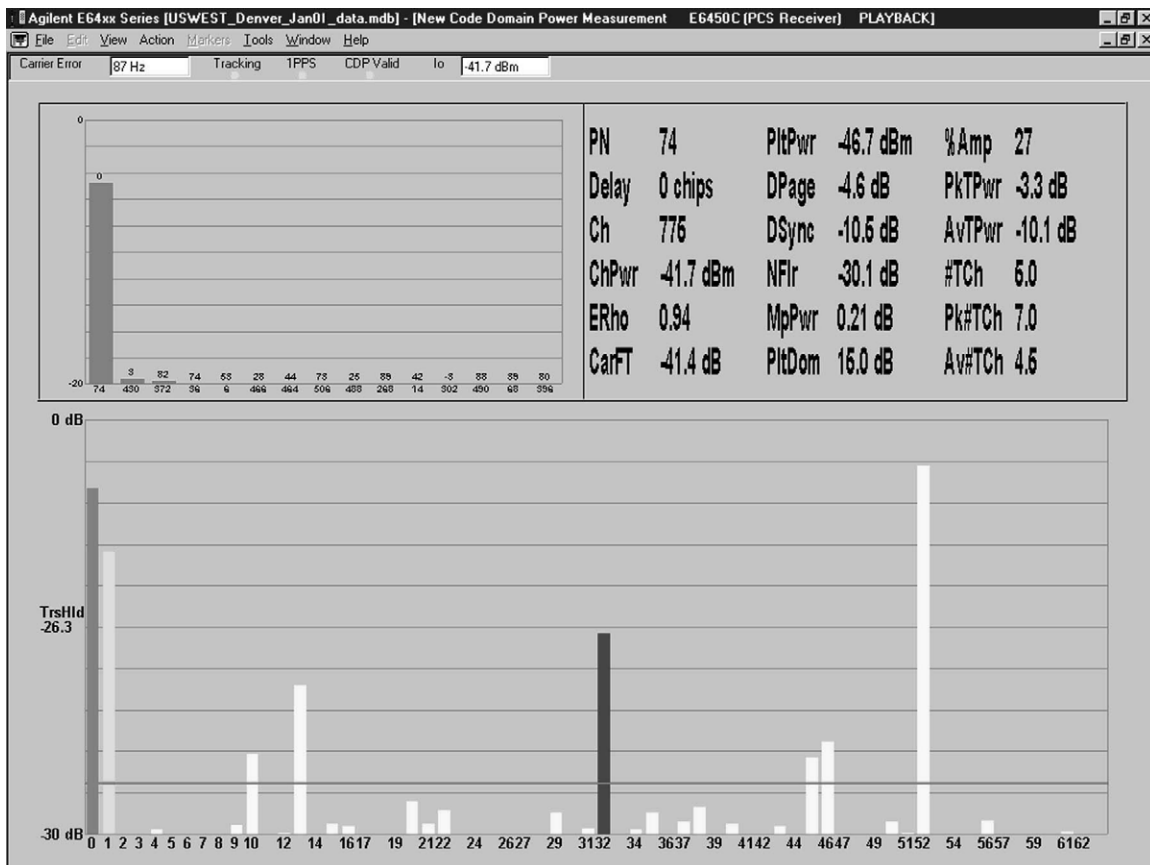 Agilent E64xx Series [USWEST_Denver_Jan01_data.mdb] - [New Code Domain Power Measurement E6450C (PCS Receiver) PLAYBACK]
File Edit View Action Markers Tools Window Help
Carrier Error 87 Hz Tracking 1PPS CDP Valid Io -41.7 dBm
PN 74 PltPwr -46.7 dBm %Amp 27
Delay 0 chips DPage -4.6 dB PkTPwr -3.3 dB
Ch 775 DSync -10.5 dB AvTPwr -10.1 dB
ChPwr -41.7 dBm NFlr -30.1 dB #TCh 5.0
ERho 0.94 MpPwr 0.21 dB Pk#TCh 7.0
CarFT -41.4 dB PltDom 15.0 dB Av#TCh 4.5
0
0
3 82 74 53 28 44 73 25 89 42 -3 88 39 80
-20
74 430 372 36 6 466 464 506 488 268 14 302 490 68 396
0 dB
TrsHld
-26.3
-30 dB
0 1 2 3 4 5 6 7 8 9 10 12 14 1617 19 2122 24 2627 29 3132 34 3637 39 4142 44 4647 49 5152 54 5657 59 6162